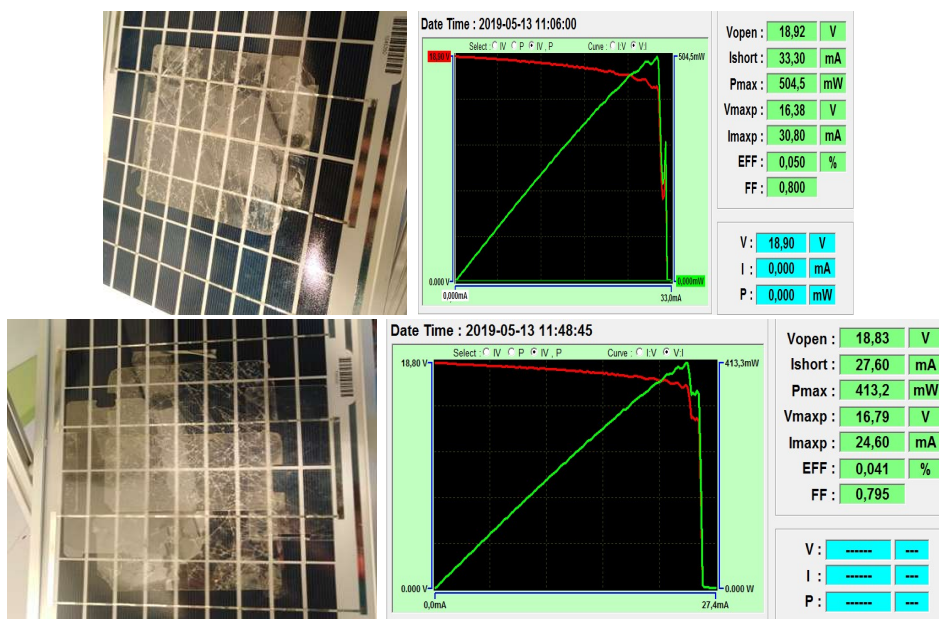 Date Time : 2019-05-13 11:06:00
Select : IV P IV , P Curve : I:V V:I
18,90 V
504,5mW
0.000 V
0,000mW
0,000mA
33,0mA
Vopen : 18,92 V
Ishort : 33,30 mA
Pmax : 504,5 mW
Vmaxp : 16,38 V
Imaxp : 30,80 mA
EFF : 0,050 %
FF : 0,800
V : 18,90 V
I : 0,000 mA
P : 0,000 mW
Date Time : 2019-05-13 11:48:45
Select : IV P IV , P Curve : I:V V:I
18,80 V
413,3mW
0.000 V
0.000 W
0,0mA
27,4mA
Vopen : 18,83 V
Ishort : 27,60 mA
Pmax : 413,2 mW
Vmaxp : 16,79 V
Imaxp : 24,60 mA
EFF : 0,041 %
FF : 0,795
V : ------ ---
I : ------ ---
P : ------ ---